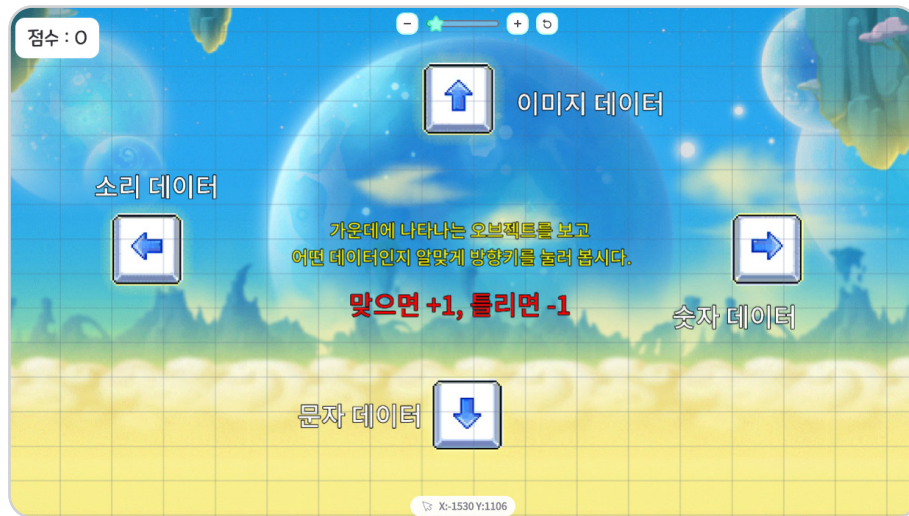 점수 : 0
이미지 데이터
소리 데이터
가운데에 나타나는 오브젝트를 보고
어떤 데이터인지 알맞게 방향키를 눌러 봅시다.
맞으면 +1, 틀리면 -1
숫자 데이터
문자 데이터
X:-1530 Y:1106